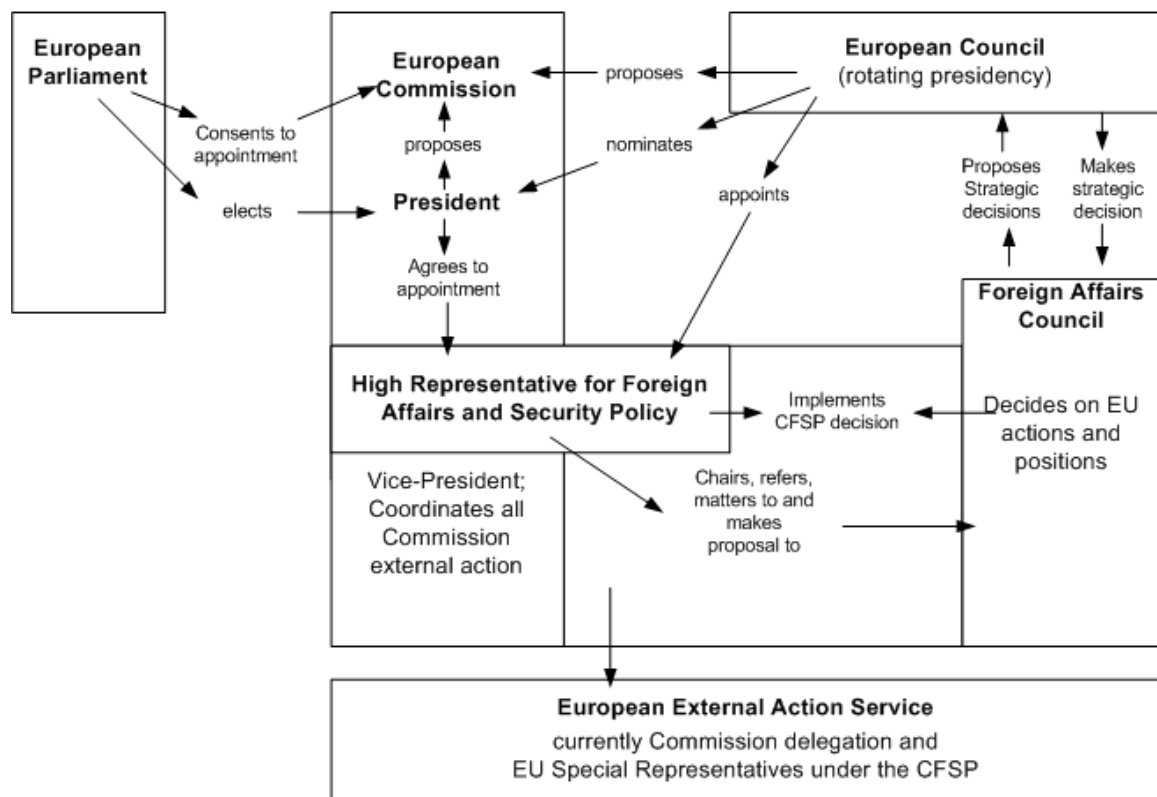 European
Parliament
Consents to
appointment
elects
European
Commission
proposes
President
Agrees to
appointment
proposes
nominates
appoints
European Council
(rotating presidency)
Proposes
Strategic
decisions
Makes
strategic
decision
Foreign Affairs
Council
Decides on EU
actions and
positions
High Representative for Foreign
Affairs and Security Policy
Implements
CFSP decision
Vice-President;
Coordinates all
Commission
external action
Chairs, refers,
matters to and
makes
proposal to
European External Action Service
currently Commission delegation and
EU Special Representatives under the CFSP